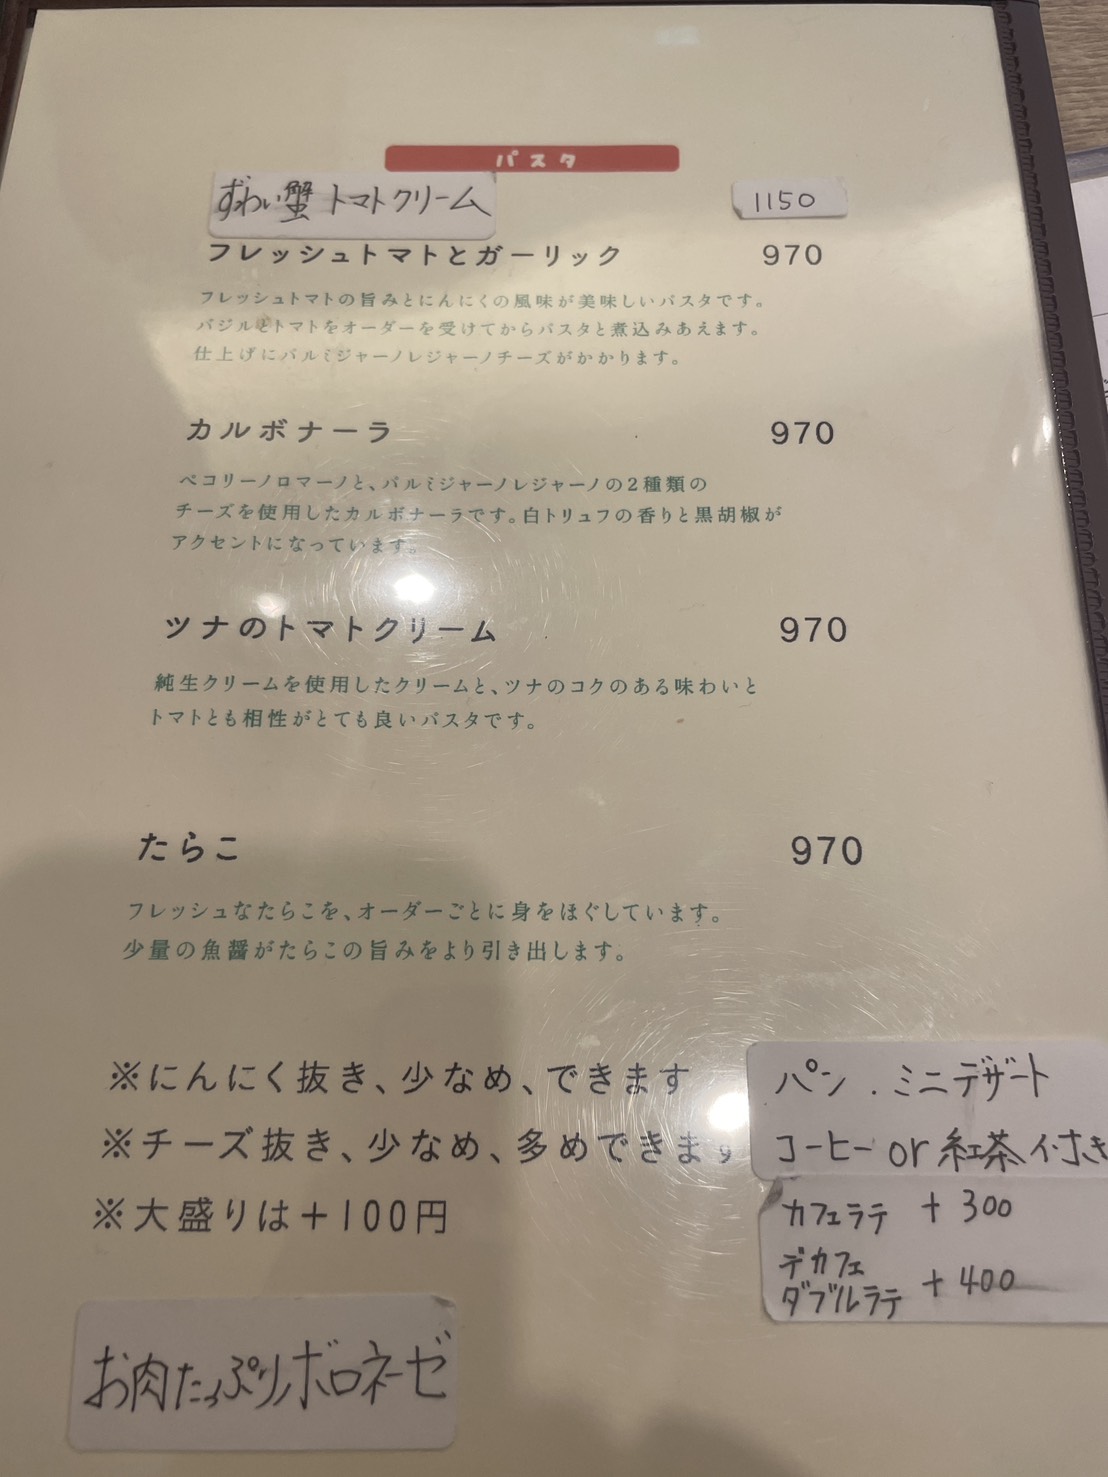 パスタ
ずわい蟹トマトクリーム 1150
フレッシュトマトとガーリック 970
フレッシュトマトの旨みとにんにくの風味が美味しいパスタです。
バジルとトマトをオーダーを受けてからパスタと煮込みあえます。
仕上げにパルミジャーノレジャーノチーズがかかります。
カルボナーラ 970
ペコリーノロマーノと、パルミジャーノレジャーノの2種類の
チーズを使用したカルボナーラです。白トリュフの香りと黒胡椒が
アクセントになっています。
ツナのトマトクリーム 970
純生クリームを使用したクリームと、ツナのコクのある味わいと
トマトとも相性がとても良いパスタです。
たらこ 970
フレッシュなたらこを、オーダーごとに身をほぐしています。
少量の魚醤がたらこの旨みをより引き出します。
※にんにく抜き、少なめ、できます
※チーズ抜き、少なめ、多めできます
※大盛りは+100円
パン．ミニデザート
コーヒー or 紅茶 付き
カフェラテ +300
デカフェ
ダブルラテ +400
お肉たっぷりボロネーゼ